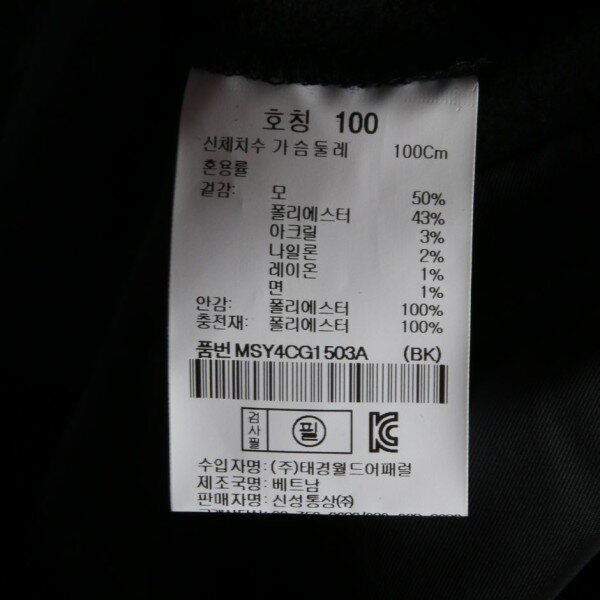 호칭 100
신체치수 가슴둘레 100Cm
혼용률
겉감: 모 50%
폴리에스터 43%
아크릴 3%
나일론 2%
레이온 1%
면 1%
안감: 폴리에스터 100%
충전재: 폴리에스터 100%
품번 MSY4CG1503A (BK)
검사필 필 KC
수입자명: (주)태경월드어패럴
제조국명: 베트남
판매자명: 신성통상㈜